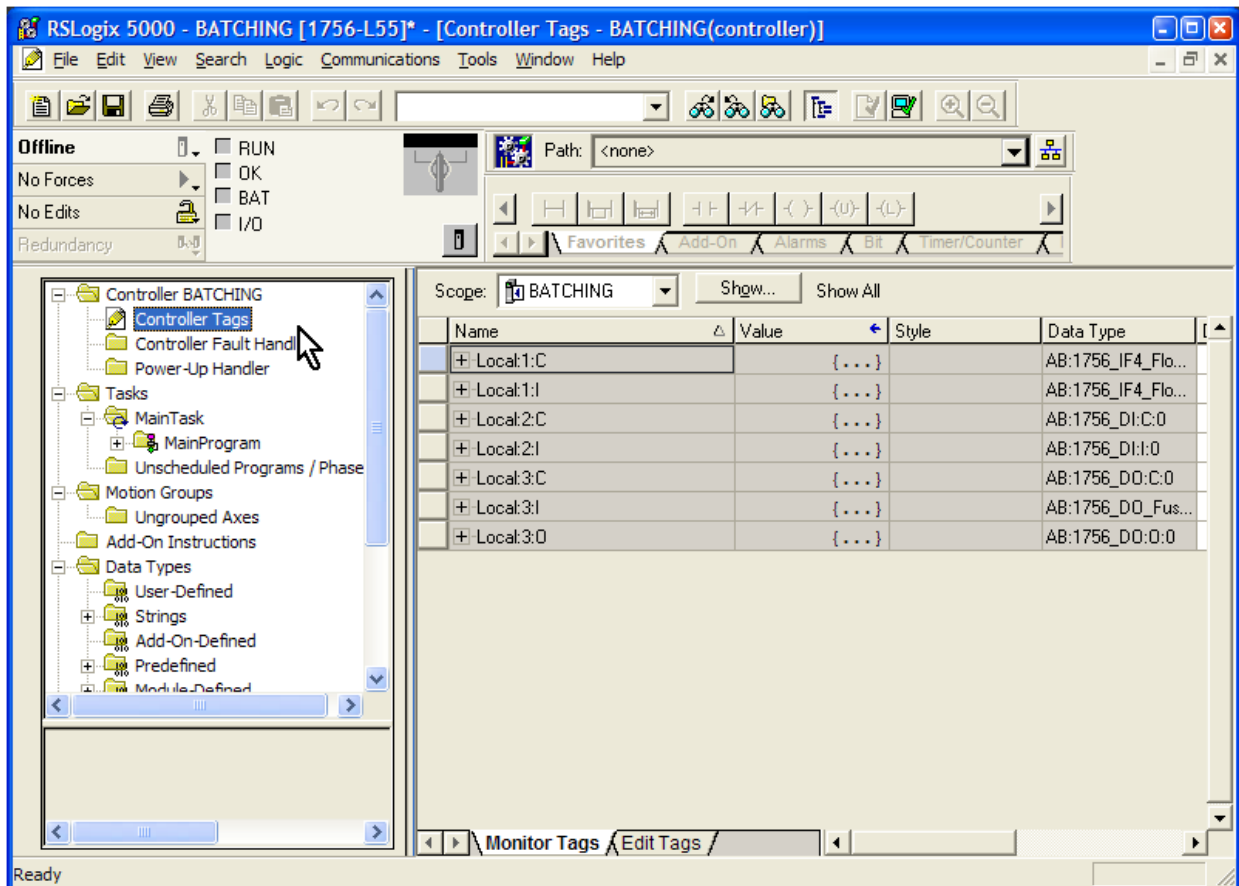 RSLogix 5000 - BATCHING [1756-L55]* - [Controller Tags - BATCHING(controller)]
File Edit View Search Logic Communications Tools Window Help
Offline
RUN
No Forces
OK
No Edits
BAT
Redundancy
I/O
Path: <none>
Favorites Add-On Alarms Bit Timer/Counter
Controller BATCHING
Controller Tags
Controller Fault Handl
Power-Up Handler
Tasks
MainTask
MainProgram
Unscheduled Programs / Phase
Motion Groups
Ungrouped Axes
Add-On Instructions
Data Types
User-Defined
Strings
Add-On-Defined
Predefined
Module-Defined
Scope: BATCHING Show... Show All
Name Value Style Data Type
Local:1:C {...} AB:1756_IF4_Flo...
Local:1:I {...} AB:1756_IF4_Flo...
Local:2:C {...} AB:1756_DI:C:0
Local:2:I {...} AB:1756_DI:I:0
Local:3:C {...} AB:1756_DO:C:0
Local:3:I {...} AB:1756_DO_Fus...
Local:3:O {...} AB:1756_DO:O:0
Monitor Tags Edit Tags
Ready